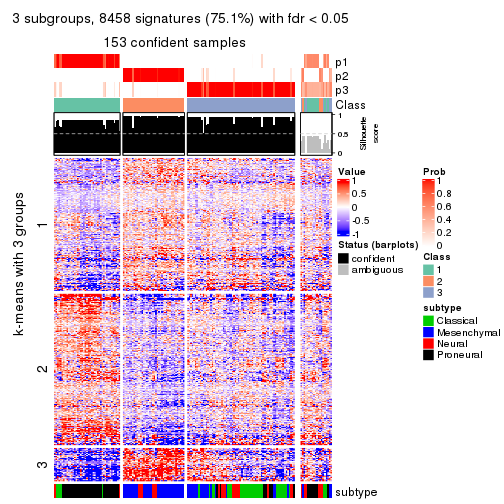 3 subgroups, 8458 signatures (75.1%) with fdr < 0.05
153 confident samples
p1
p2
p3
Class
1
0.5
0
Silhouette
score
k-means with 3 groups
1
2
3
Value
1
0.5
0
-0.5
-1
Status (barplots)
confident
ambiguous
Prob
1
0.8
0.6
0.4
0.2
0
Class
1
2
3
subtype
Classical
Mesenchymal
Neural
Proneural
subtype